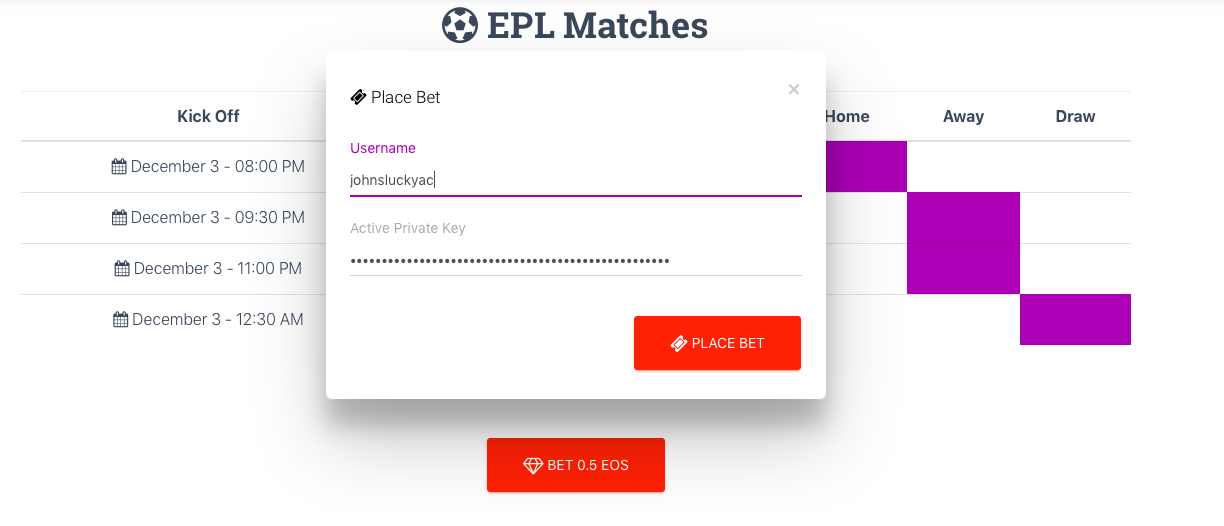 EPL Matches
Place Bet
×
Kick Off
Home
Away
Draw
Username
December 3 - 08:00 PM
johnsluckyac
December 3 - 09:30 PM
Active Private Key
•••••••••••••••••••••••••••••••••••••••••••••••••••
December 3 - 11:00 PM
December 3 - 12:30 AM
PLACE BET
BET 0.5 EOS